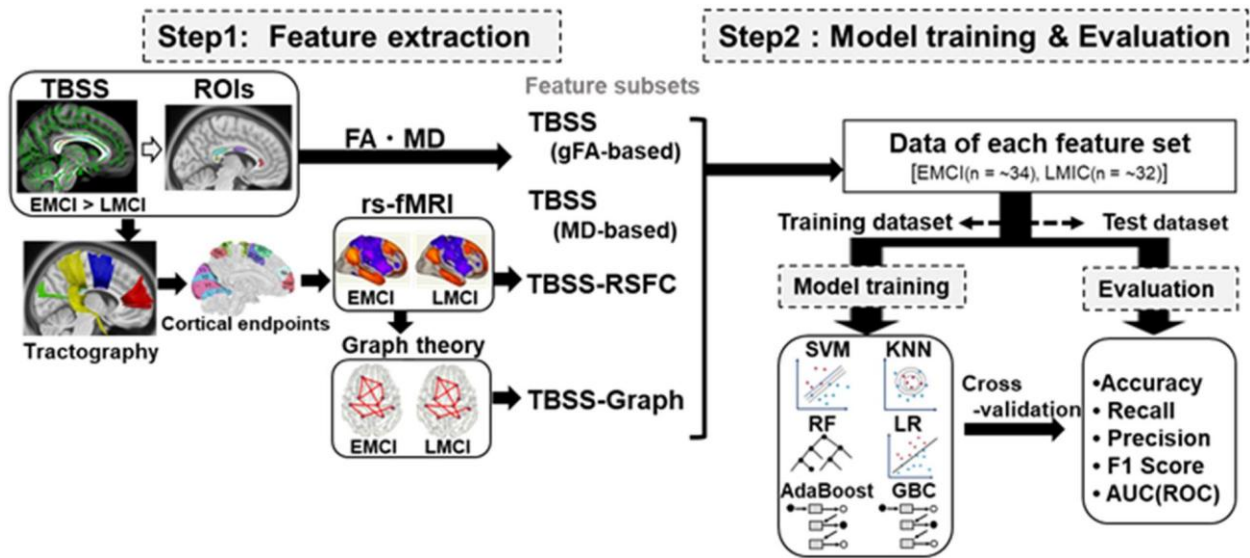 Step1: Feature extraction
Step2 : Model training & Evaluation
TBSS
ROIs
EMCI > LMCI
FA · MD
Feature subsets
TBSS
(gFA-based)
TBSS
(MD-based)
TBSS-RSFC
TBSS-Graph
rs-fMRI
EMCI
LMCI
Tractography
Cortical endpoints
Graph theory
EMCI
LMCI
Data of each feature set
[EMCI(n = ~34), LMIC(n = ~32)]
Training dataset
Test dataset
Model training
Evaluation
SVM
KNN
RF
LR
AdaBoost
GBC
Cross
-validation
•Accuracy
• Recall
• Precision
• F1 Score
• AUC(ROC)